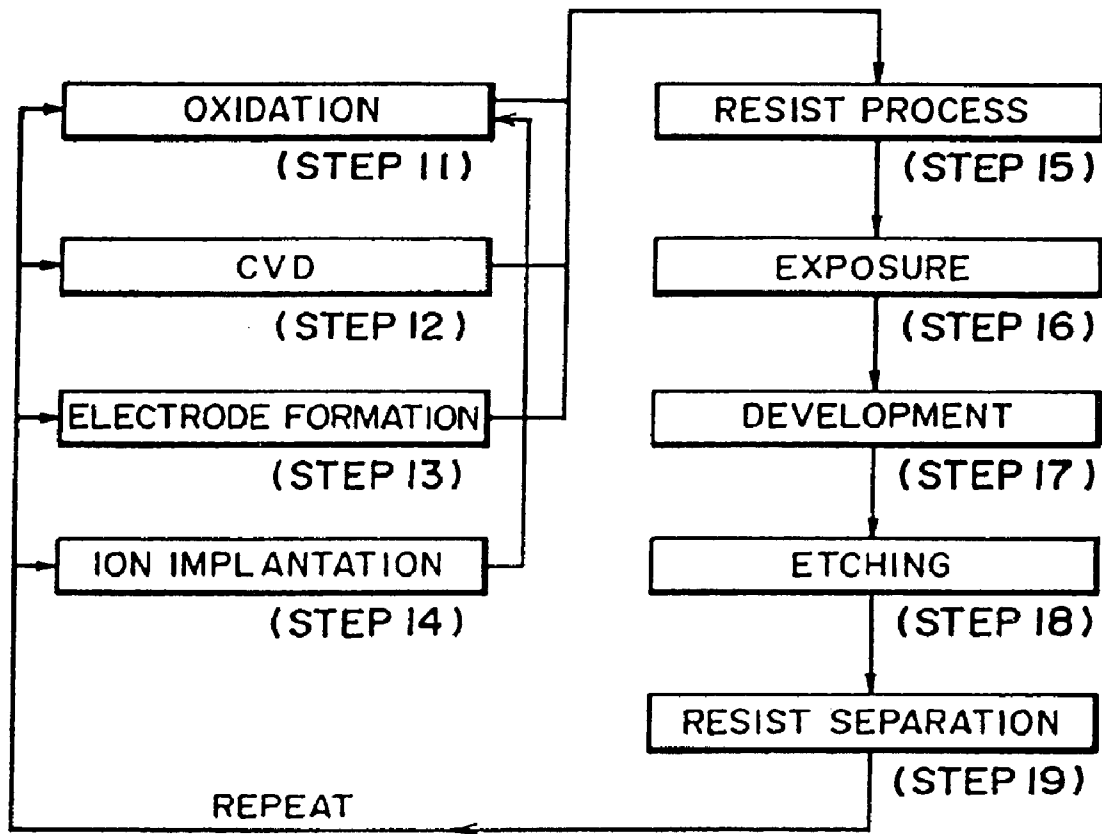 OXIDATION
(STEP 11)
CVD
(STEP 12)
ELECTRODE FORMATION
(STEP 13)
ION IMPLANTATION
(STEP 14)
RESIST PROCESS
(STEP 15)
EXPOSURE
(STEP 16)
DEVELOPMENT
(STEP 17)
ETCHING
(STEP 18)
RESIST SEPARATION
(STEP 19)
REPEAT